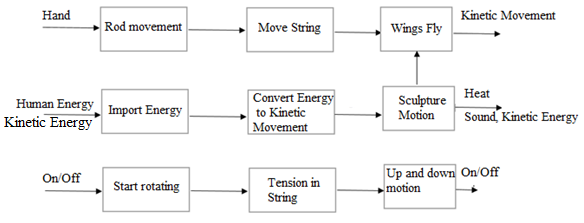 Hand
Rod movement
Move String
Wings Fly
Kinetic Movement
Human Energy
Kinetic Energy
Import Energy
Convert Energy
to Kinetic
Movement
Sculpture
Motion
Heat
Sound, Kinetic Energy
On/Off
Start rotating
Tension in
String
Up and down
motion
On/Off